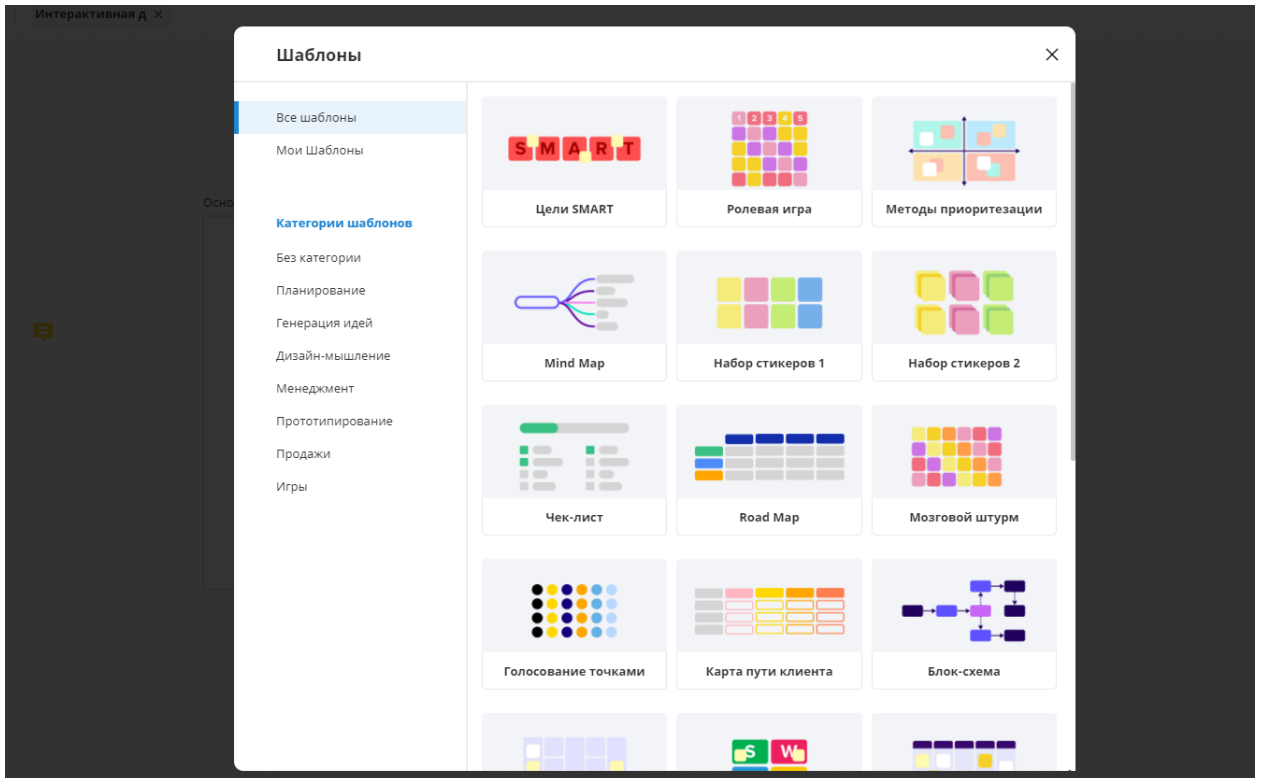 Интерактивная д ×
Шаблоны
Все шаблоны
Мои Шаблоны
Категории шаблонов
Без категории
Планирование
Генерация идей
Дизайн-мышление
Менеджмент
Прототипирование
Продажи
Игры
Осно
S M A R T
Цели SMART
1 2 3 4 5
Ролевая игра
Методы приоритезации
Mind Map
Набор стикеров 1
Набор стикеров 2
Чек-лист
Road Map
Мозговой штурм
Голосование точками
Карта пути клиента
Блок-схема
S W